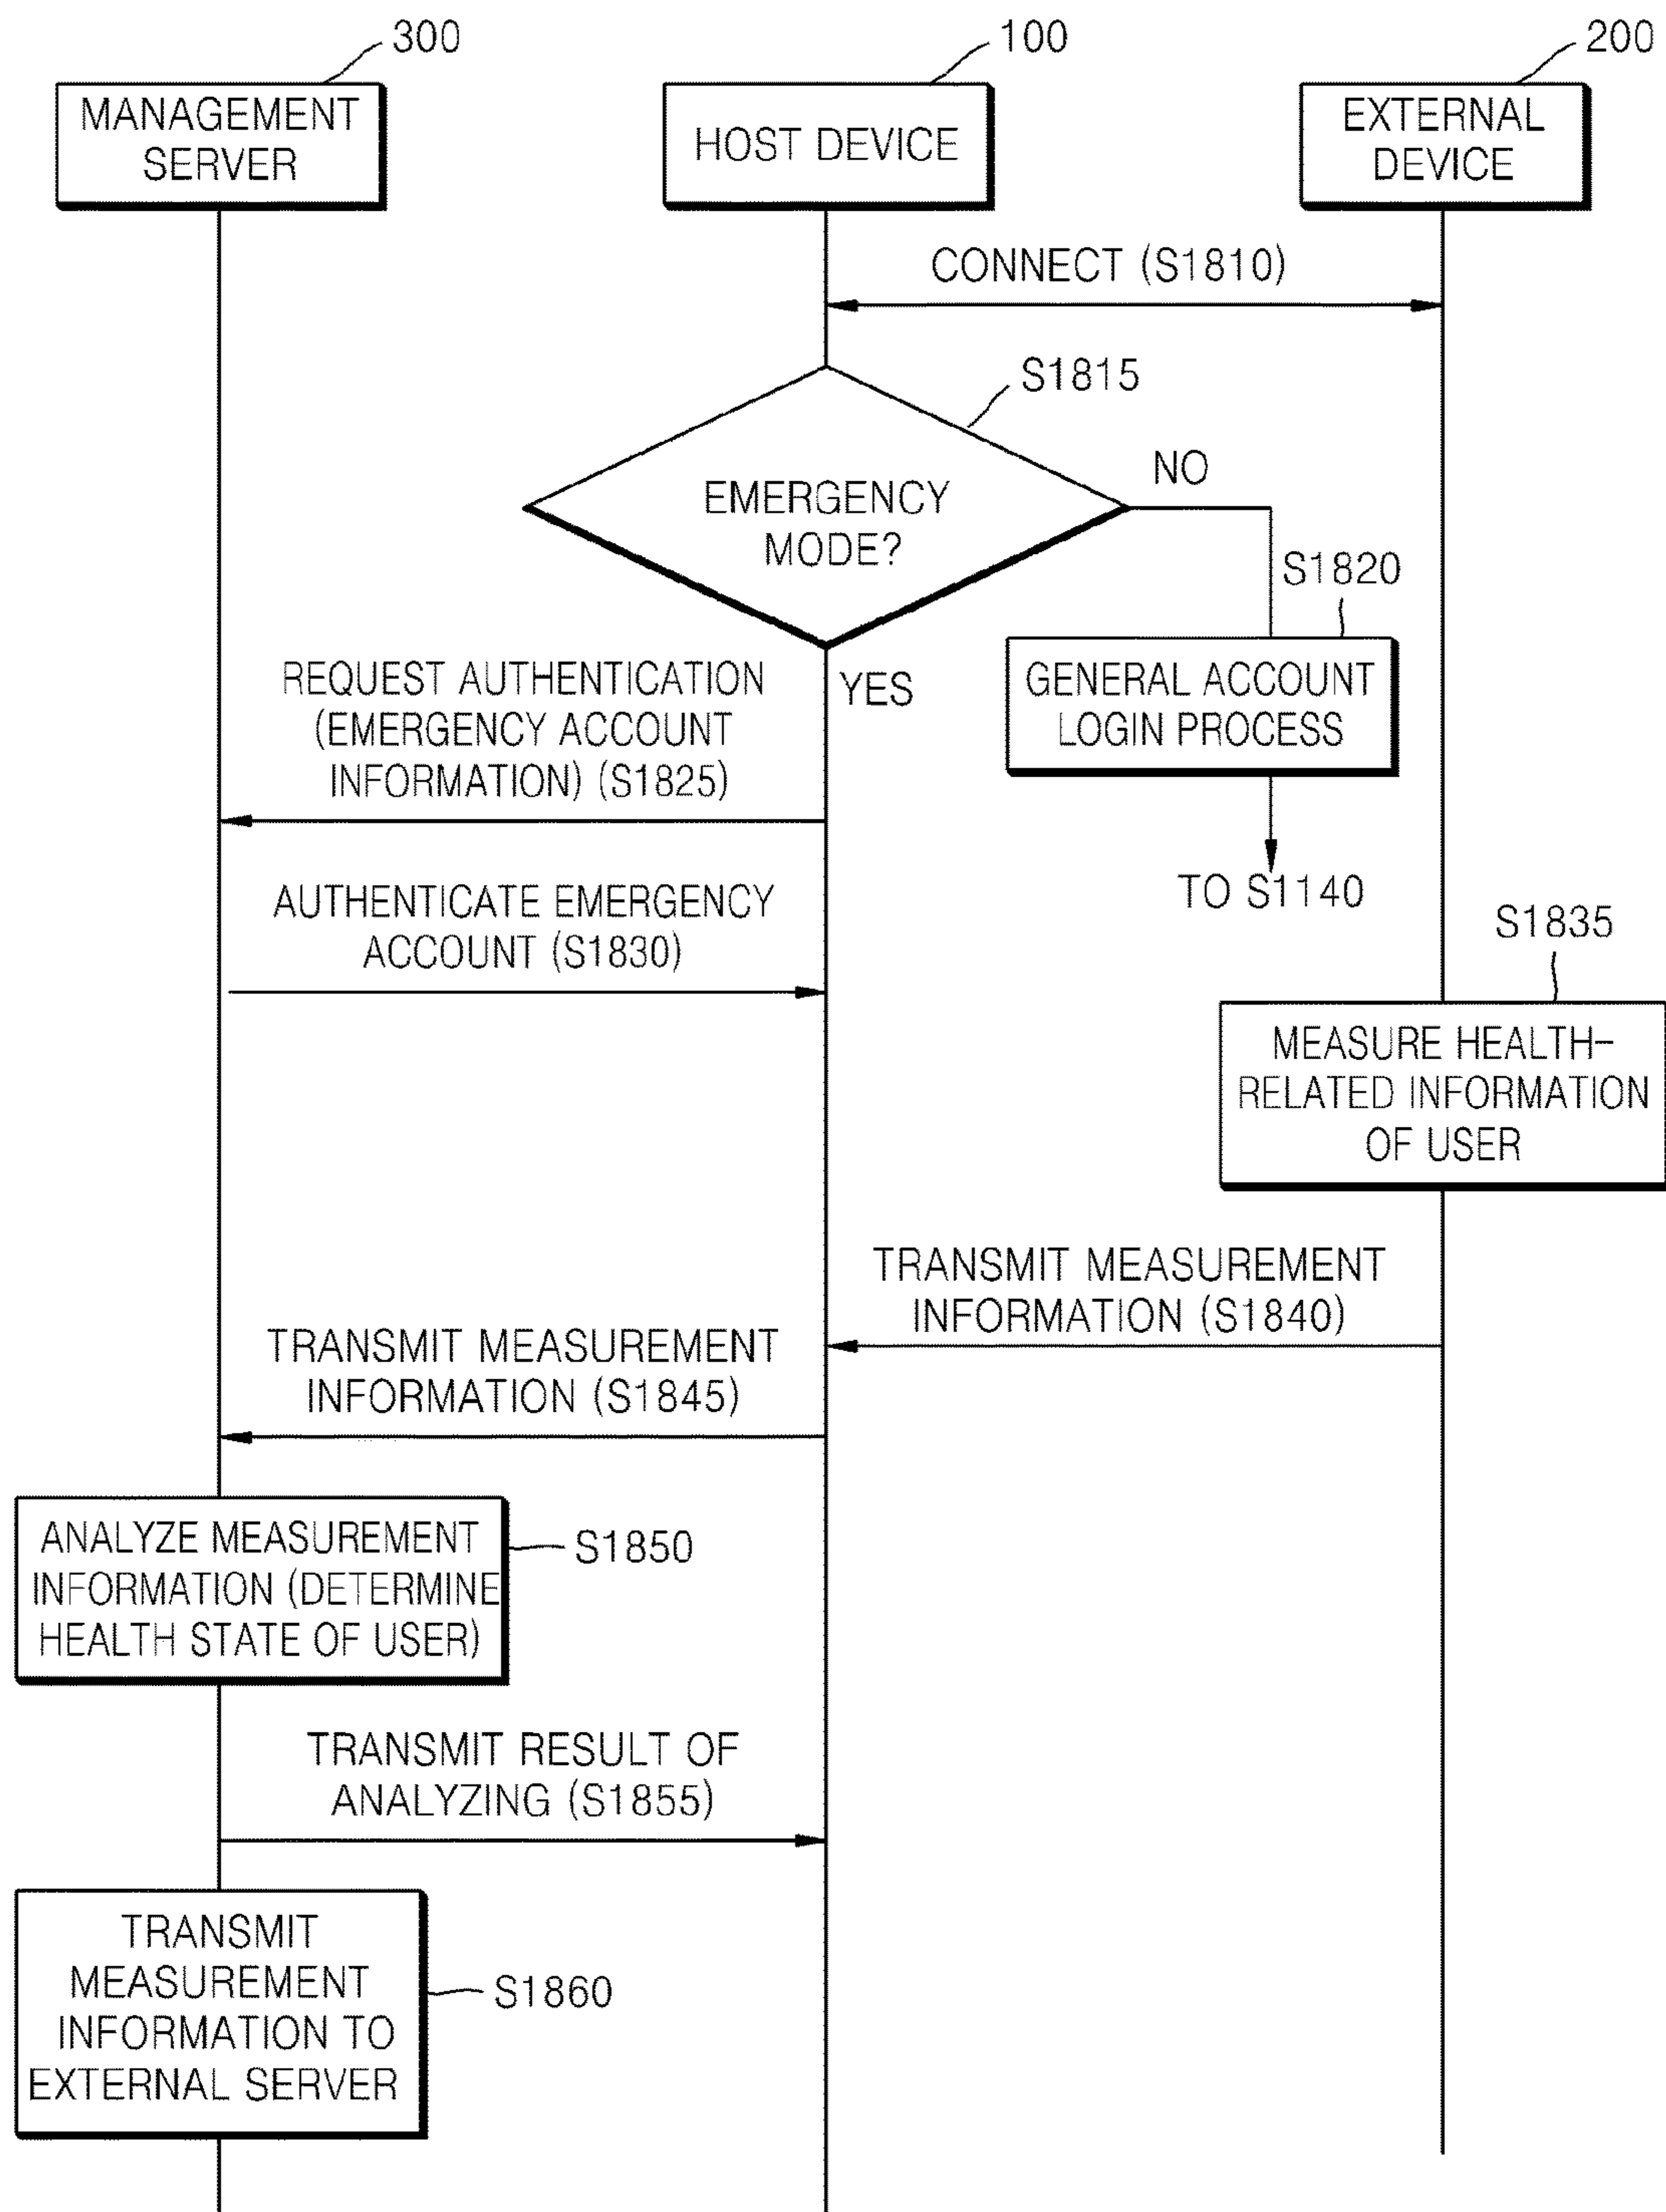 300
100
200
MANAGEMENT
SERVER
HOST DEVICE
EXTERNAL
DEVICE
CONNECT (S1810)
S1815
NO
EMERGENCY
MODE?
S1820
YES
GENERAL ACCOUNT
LOGIN PROCESS
REQUEST AUTHENTICATION
(EMERGENCY ACCOUNT
INFORMATION) (S1825)
TO S1140
AUTHENTICATE EMERGENCY
ACCOUNT (S1830)
S1835
MEASURE HEALTH-
RELATED INFORMATION
OF USER
TRANSMIT MEASUREMENT
INFORMATION (S1840)
TRANSMIT MEASUREMENT
INFORMATION (S1845)
ANALYZE MEASUREMENT
INFORMATION (DETERMINE
HEALTH STATE OF USER)
S1850
TRANSMIT RESULT OF
ANALYZING (S1855)
TRANSMIT
MEASUREMENT
INFORMATION TO
EXTERNAL SERVER
S1860